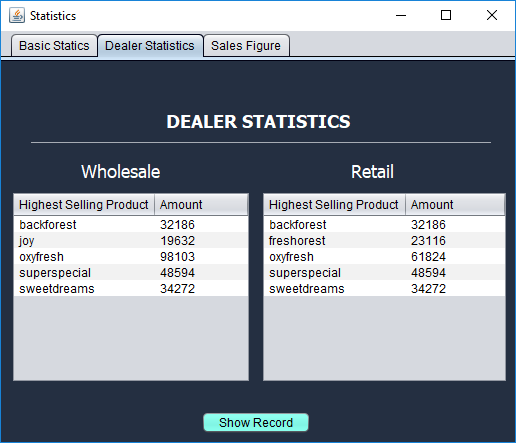 Statistics
Basic Statics Dealer Statistics Sales Figure
DEALER STATISTICS
Wholesale Retail
Highest Selling Product Amount Highest Selling Product Amount
backforest 32186 backforest 32186
joy 19632 freshorest 23116
oxyfresh 98103 oxyfresh 61824
superspecial 48594 superspecial 48594
sweetdreams 34272 sweetdreams 34272
Show Record